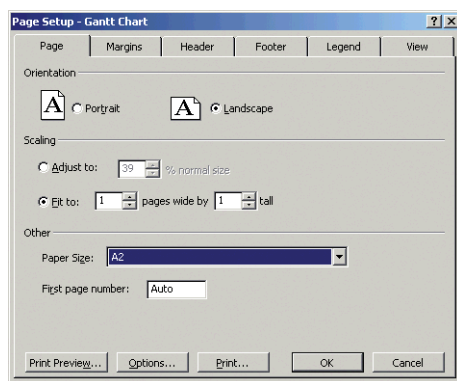 Page Setup - Gantt Chart ? X
Page Margins Header Footer Legend View
Orientation
A Portrait A Landscape
Scaling
Adjust to: 39 % normal size
Fit to: 1 pages wide by 1 tall
Other
Paper Size: A2
First page number: Auto
Print Preview... Options... Print... OK Cancel